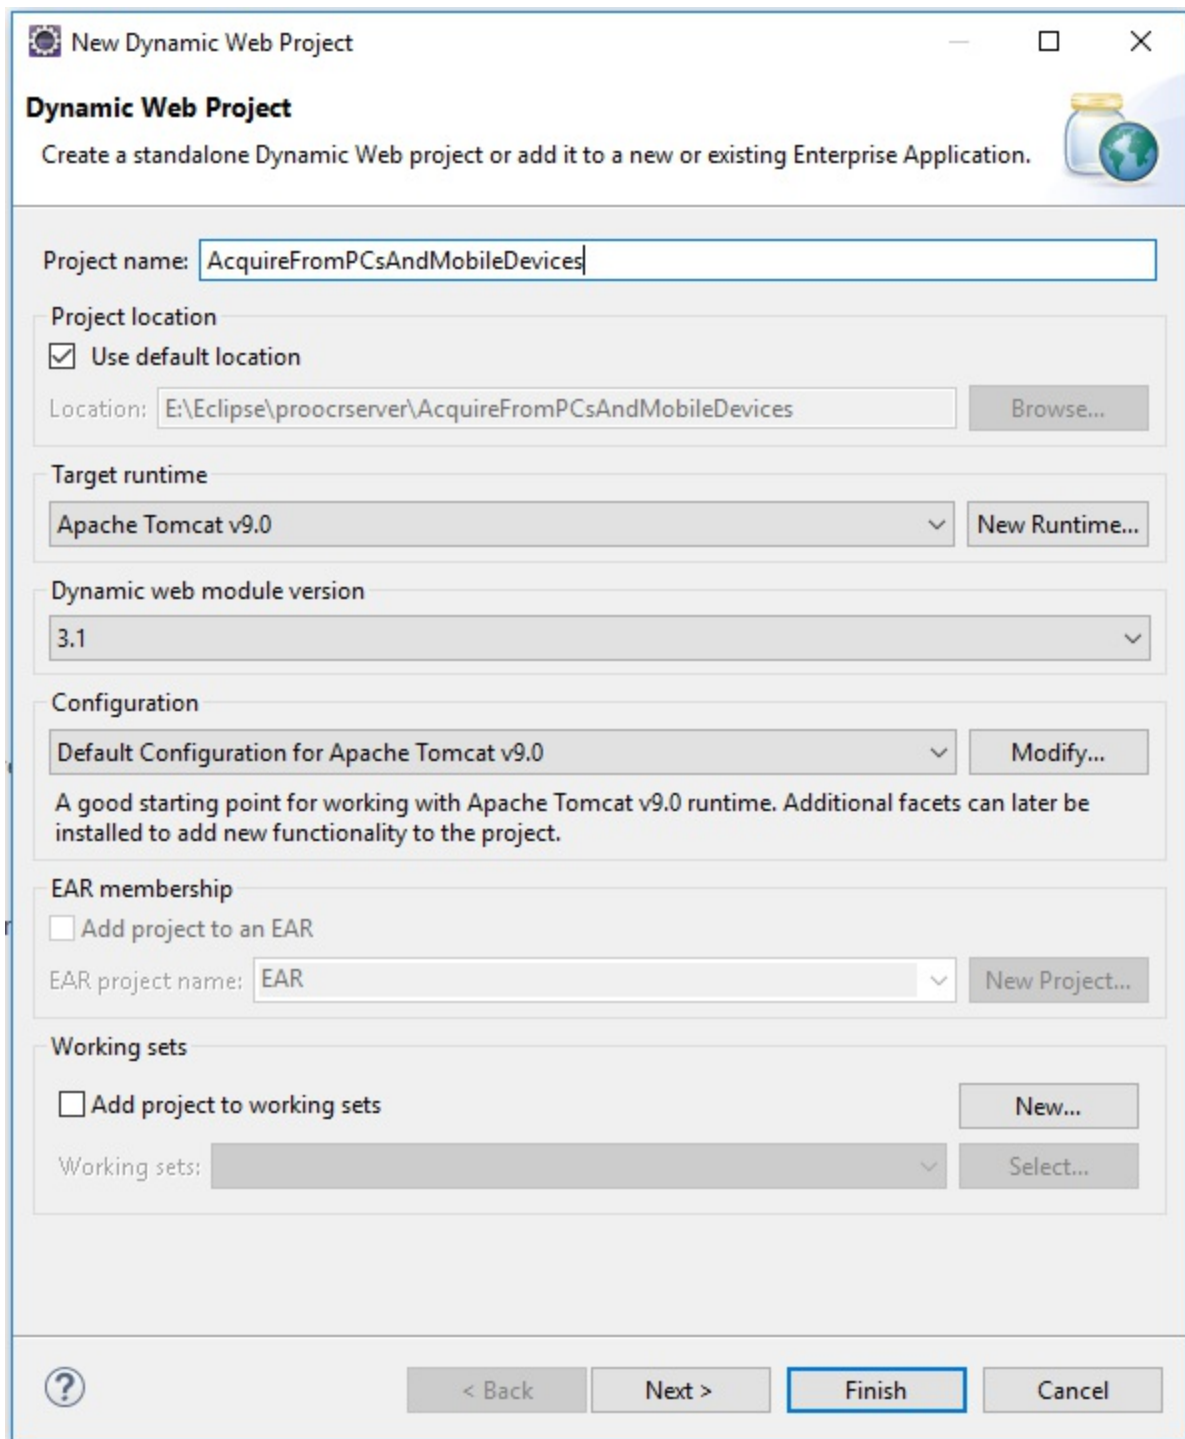 New Dynamic Web Project
Dynamic Web Project
Create a standalone Dynamic Web project or add it to a new or existing Enterprise Application.
Project name: AcquireFromPCsAndMobileDevices
Project location
Use default location
Location: E:\Eclipse\proocrserver\AcquireFromPCsAndMobileDevices Browse...
Target runtime
Apache Tomcat v9.0 New Runtime...
Dynamic web module version
3.1
Configuration
Default Configuration for Apache Tomcat v9.0 Modify...
A good starting point for working with Apache Tomcat v9.0 runtime. Additional facets can later be
installed to add new functionality to the project.
EAR membership
Add project to an EAR
EAR project name: EAR New Project...
Working sets
Add project to working sets New...
Working sets: Select...
? < Back Next > Finish Cancel